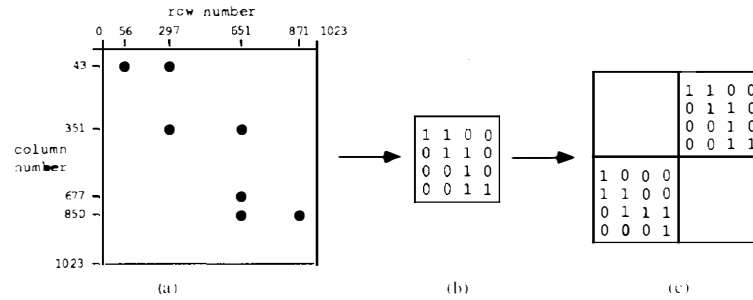 row number
0 56 297 651 871 1023
43
351
column
number
677
850
1023
1 1 0 0
0 1 1 0
0 0 1 0
0 0 1 1
1 1 0 0
0 1 1 0
0 0 1 0
0 0 1 1
1 0 0 0
1 1 0 0
0 1 1 1
0 0 0 1
(a) (b) (c)